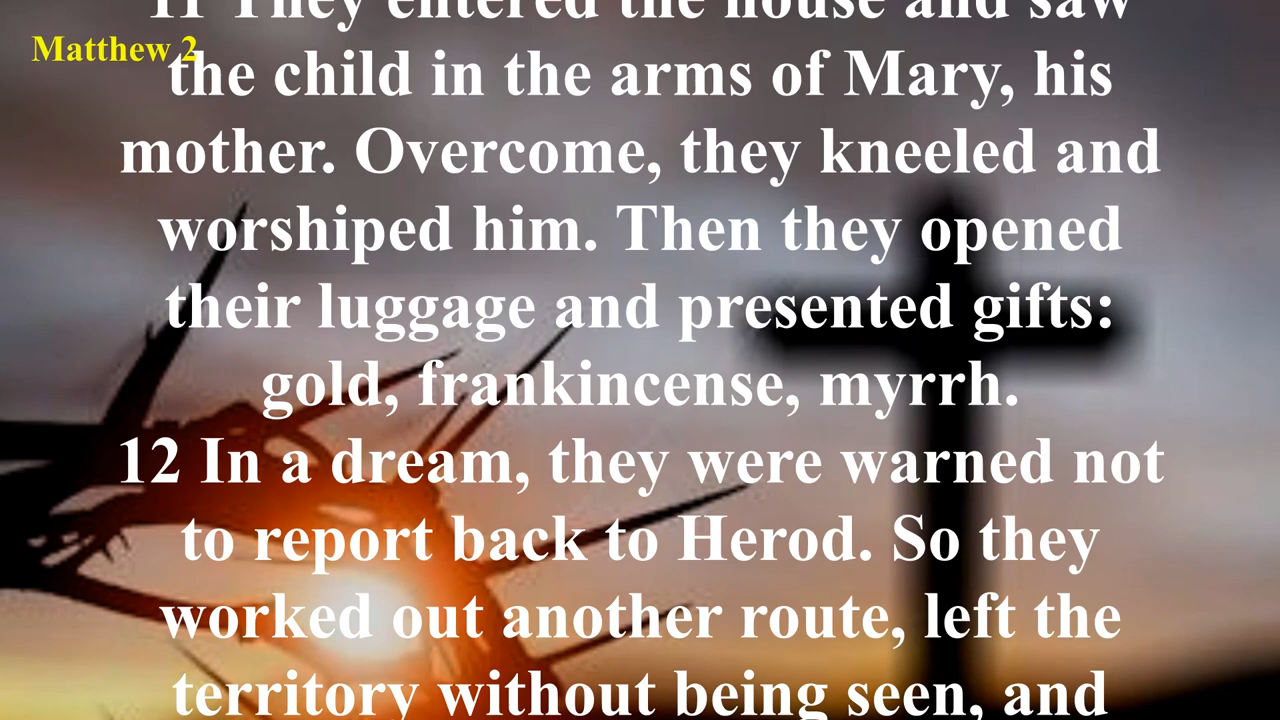 11 They entered the house and saw
Matthew 2
the child in the arms of Mary, his
mother. Overcome, they kneeled and
worshiped him. Then they opened
their luggage and presented gifts:
gold, frankincense, myrrh.
12 In a dream, they were warned not
to report back to Herod. So they
worked out another route, left the
territory without being seen, and